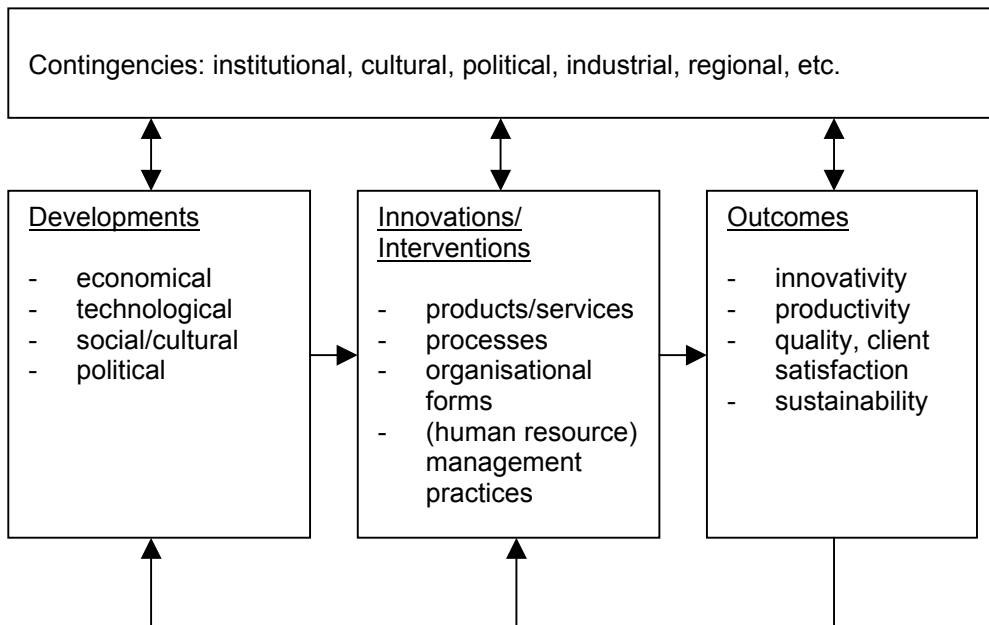 Contingencies: institutional, cultural, political, industrial, regional, etc.
Developments
- economical
- technological
- social/cultural
- political
Innovations/
Interventions
- products/services
- processes
- organisational
forms
- (human resource)
management
practices
Outcomes
- innovativity
- productivity
- quality, client
satisfaction
- sustainability